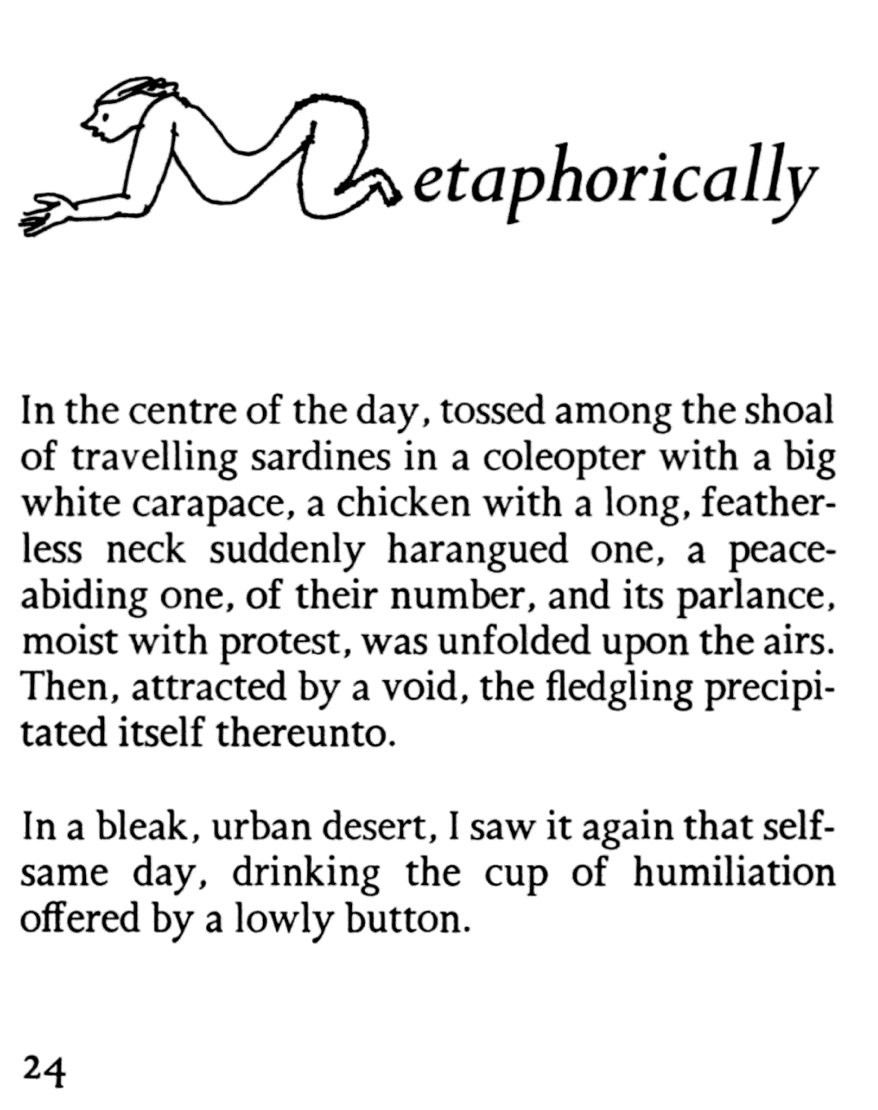 Metaphorically
In the centre of the day, tossed among the shoal
of travelling sardines in a coleopter with a big
white carapace, a chicken with a long, feather-
less neck suddenly harangued one, a peace-
abiding one, of their number, and its parlance,
moist with protest, was unfolded upon the airs.
Then, attracted by a void, the fledgling precipi-
tated itself thereunto.
In a bleak, urban desert, I saw it again that self-
same day, drinking the cup of humiliation
offered by a lowly button.
24